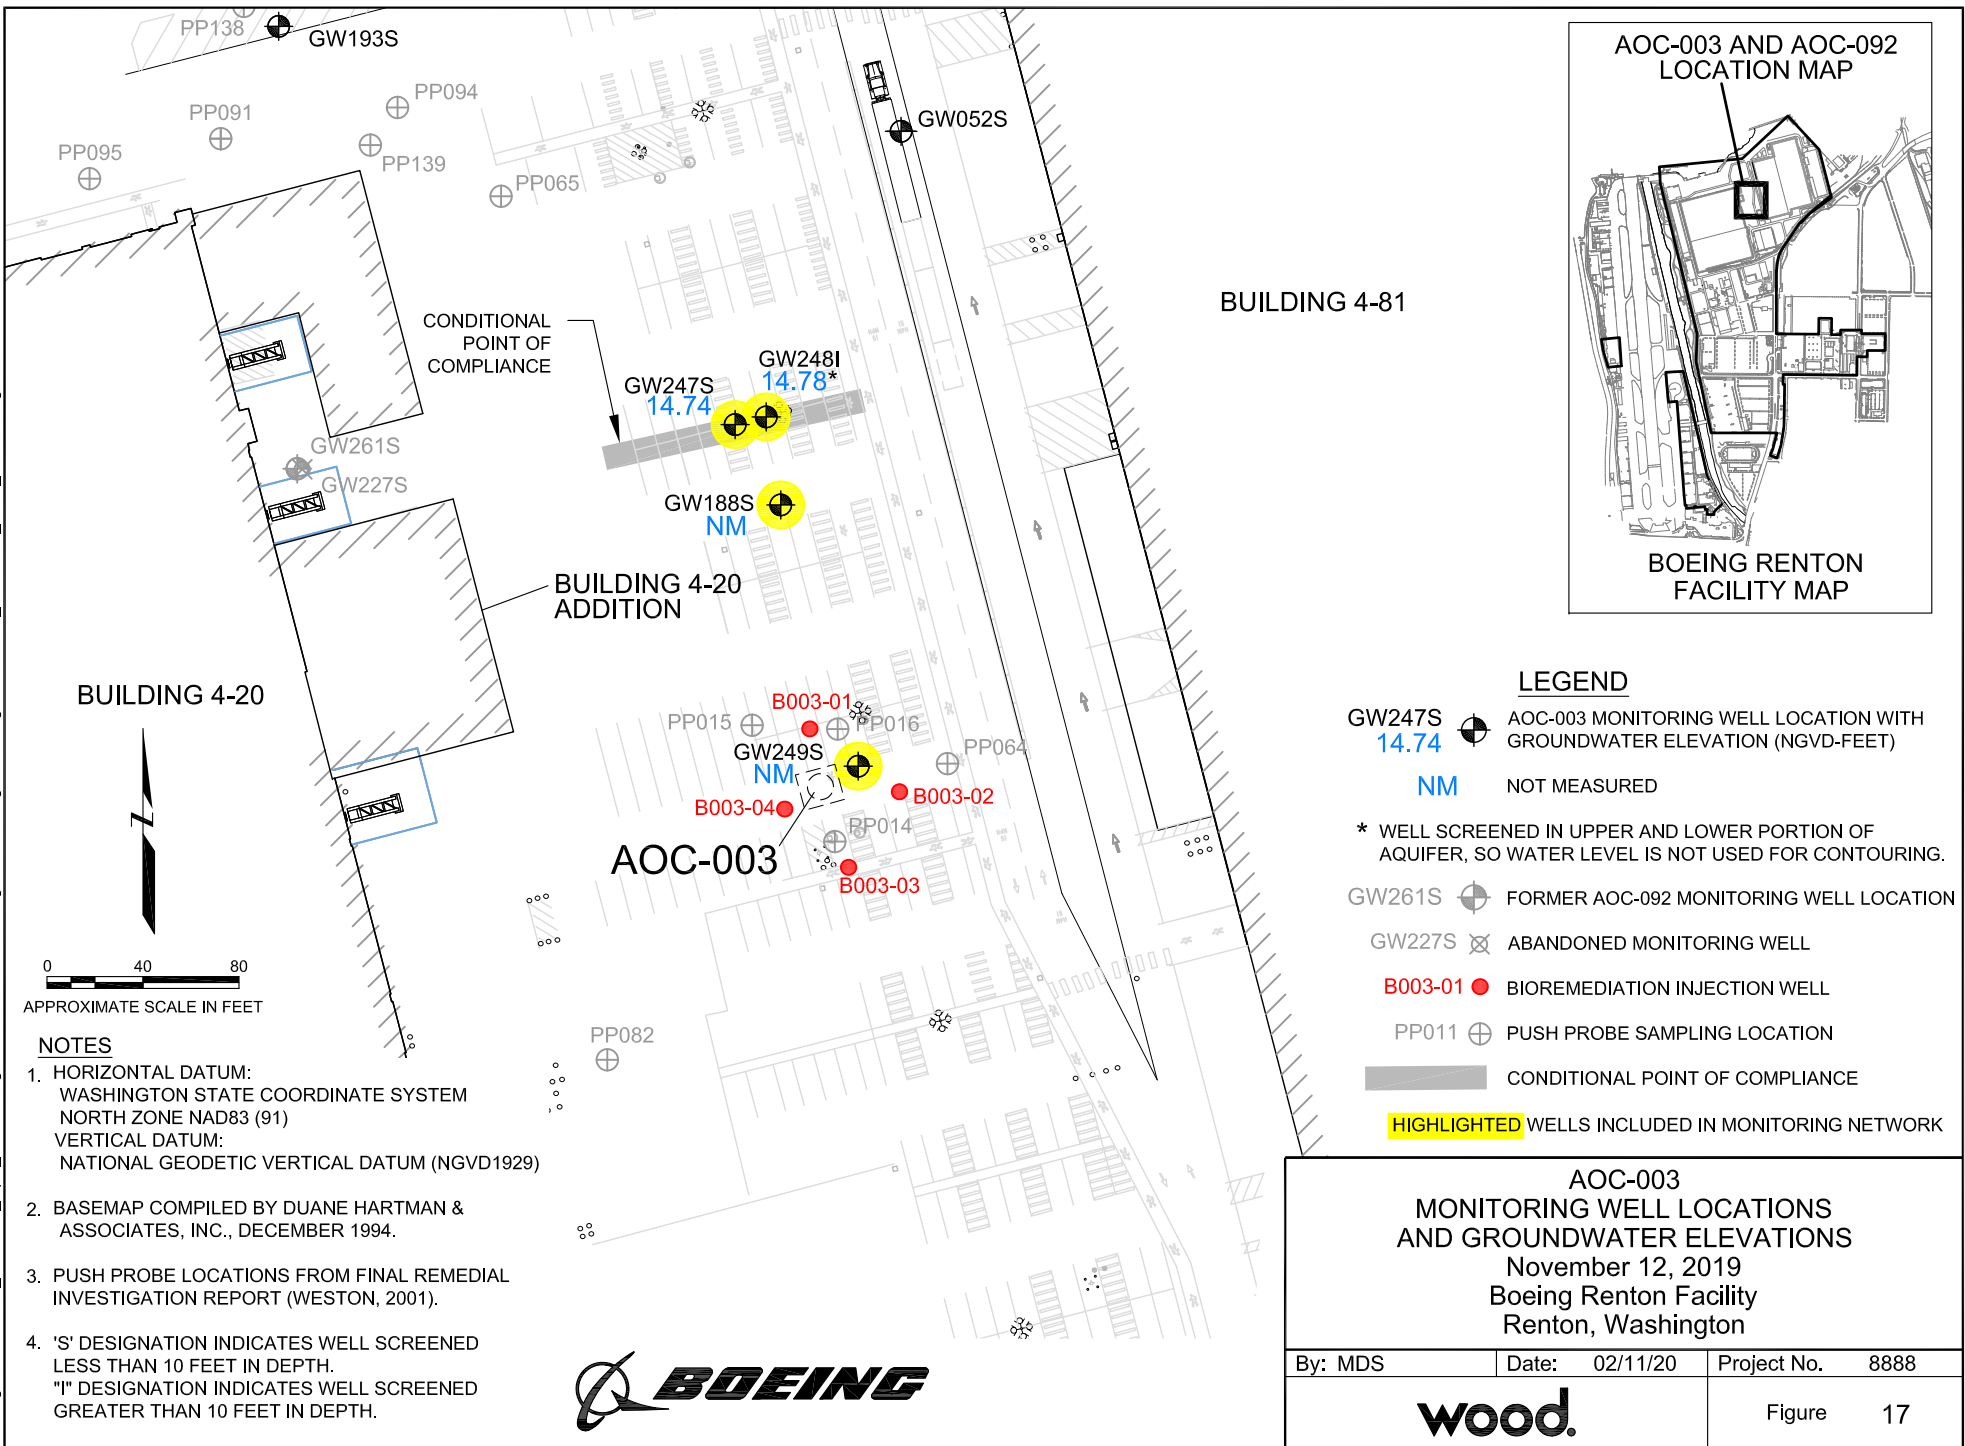 PP138
GW193S
PP094
PP091
PP139
PP095
PP065
GW052S
CONDITIONAL
POINT OF
COMPLIANCE
GW248I
14.78*
GW247S
14.74
GW261S
GW227S
GW188S
NM
BUILDING 4-20
ADDITION
BUILDING 4-81
BUILDING 4-20
B003-01
PP015
PP016
GW249S
NM
PP064
B003-02
B003-04
PP014
AOC-003
B003-03
PP082
0 40 80
APPROXIMATE SCALE IN FEET
NOTES
1. HORIZONTAL DATUM:
WASHINGTON STATE COORDINATE SYSTEM
NORTH ZONE NAD83 (91)
VERTICAL DATUM:
NATIONAL GEODETIC VERTICAL DATUM (NGVD1929)
2. BASEMAP COMPILED BY DUANE HARTMAN &
ASSOCIATES, INC., DECEMBER 1994.
3. PUSH PROBE LOCATIONS FROM FINAL REMEDIAL
INVESTIGATION REPORT (WESTON, 2001).
4. 'S' DESIGNATION INDICATES WELL SCREENED
LESS THAN 10 FEET IN DEPTH.
"I" DESIGNATION INDICATES WELL SCREENED
GREATER THAN 10 FEET IN DEPTH.
BOEING
AOC-003 AND AOC-092
LOCATION MAP
BOEING RENTON
FACILITY MAP
LEGEND
GW247S
14.74
AOC-003 MONITORING WELL LOCATION WITH
GROUNDWATER ELEVATION (NGVD-FEET)
NM NOT MEASURED
* WELL SCREENED IN UPPER AND LOWER PORTION OF
AQUIFER, SO WATER LEVEL IS NOT USED FOR CONTOURING.
GW261S FORMER AOC-092 MONITORING WELL LOCATION
GW227S ABANDONED MONITORING WELL
B003-01 BIOREMEDIATION INJECTION WELL
PP011 PUSH PROBE SAMPLING LOCATION
CONDITIONAL POINT OF COMPLIANCE
HIGHLIGHTED WELLS INCLUDED IN MONITORING NETWORK
AOC-003
MONITORING WELL LOCATIONS
AND GROUNDWATER ELEVATIONS
November 12, 2019
Boeing Renton Facility
Renton, Washington
By: MDS Date: 02/11/20 Project No. 8888
wood.
Figure 17